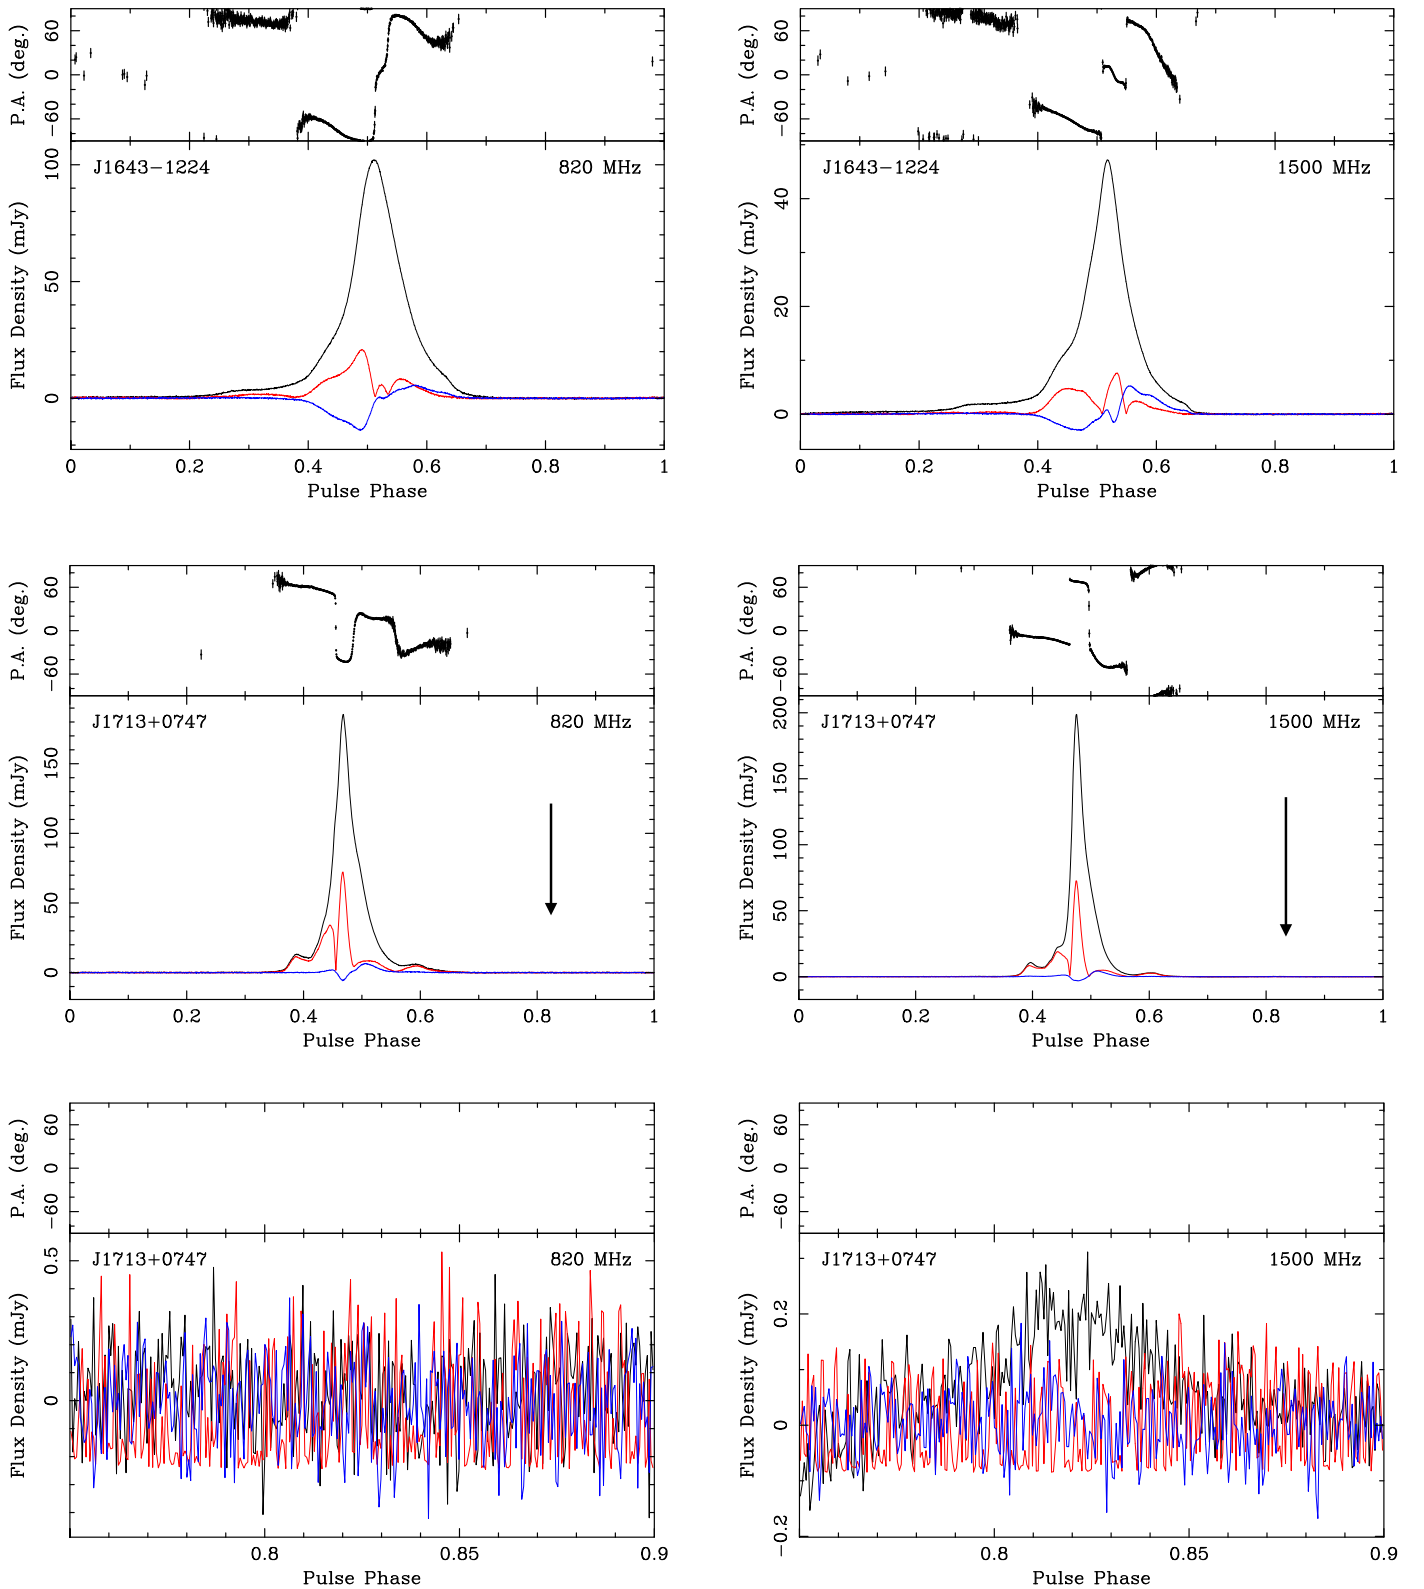 P.A. (deg.)
60
0
−60
J1643−1224
820 MHz
Flux Density (mJy)
100
50
0
0 0.2 0.4 0.6 0.8 1
Pulse Phase
P.A. (deg.)
60
0
−60
J1643−1224
1500 MHz
Flux Density (mJy)
40
20
0
0 0.2 0.4 0.6 0.8 1
Pulse Phase
P.A. (deg.)
60
0
−60
J1713+0747
820 MHz
Flux Density (mJy)
150
100
50
0
0 0.2 0.4 0.6 0.8 1
Pulse Phase
P.A. (deg.)
60
0
−60
J1713+0747
1500 MHz
Flux Density (mJy)
200
150
100
50
0
0 0.2 0.4 0.6 0.8 1
Pulse Phase
P.A. (deg.)
60
0
−60
J1713+0747
820 MHz
Flux Density (mJy)
0.5
0
0.8 0.85 0.9
Pulse Phase
P.A. (deg.)
60
0
−60
J1713+0747
1500 MHz
Flux Density (mJy)
0.2
0
−0.2
0.8 0.85 0.9
Pulse Phase